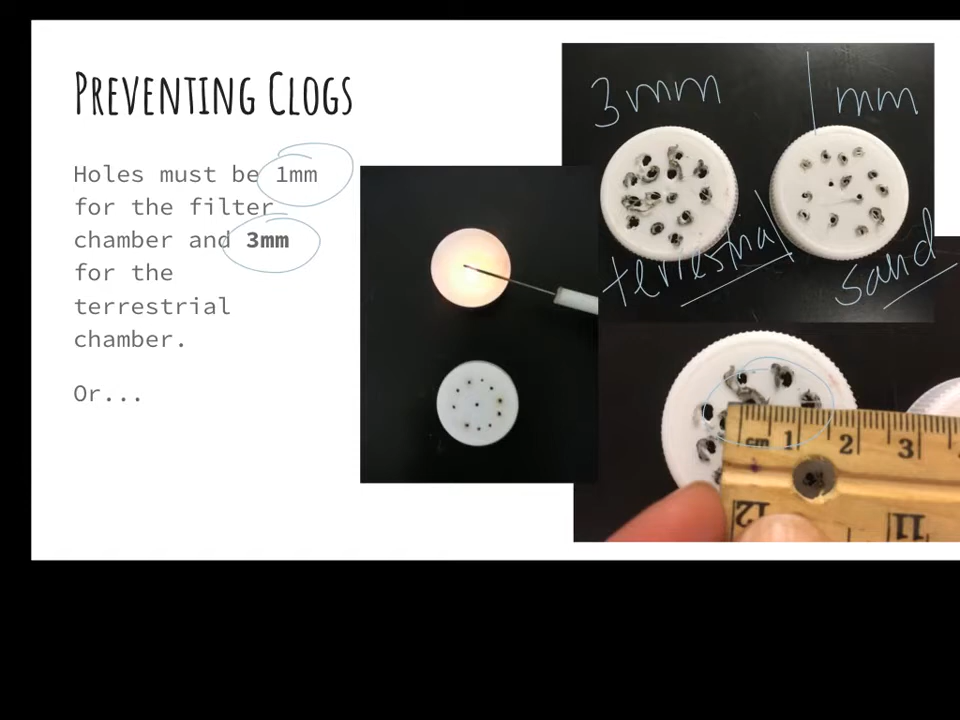 Preventing Clogs
Holes must be 1mm
for the filter
chamber and 3mm
for the
terrestrial
chamber.
Or...
3mm
1mm
terrestrial
sand
cm 1 2 3
12 11